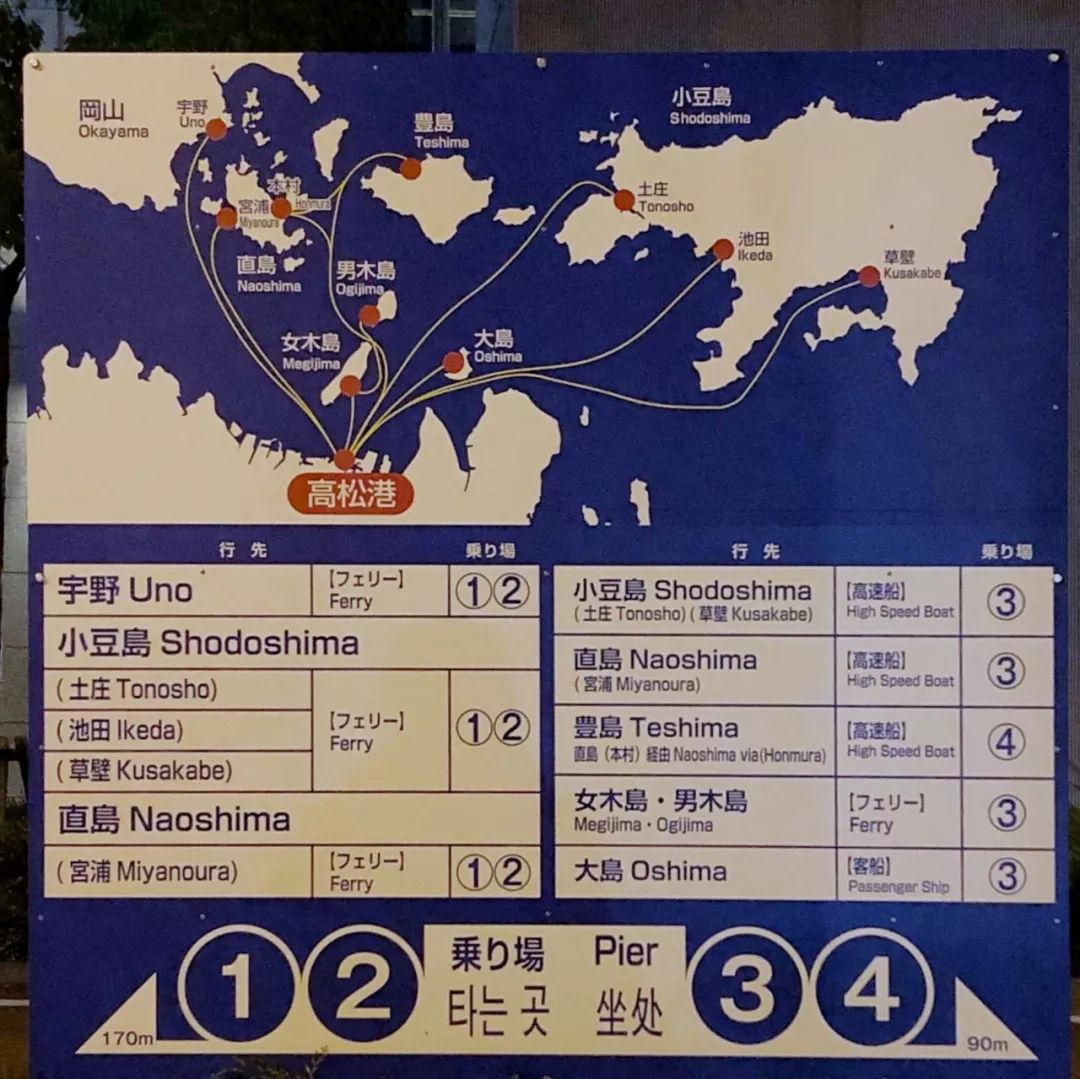 小豆島
Shodoshima
岡山
Okayama
宇野
Uno
豊島
Teshima
本村
Honmura
宮浦
Miyanoura
土庄
Tonosho
池田
Ikeda
草壁
Kusakabe
直島
Naoshima
男木島
Ogijima
女木島
Megijima
大島
Oshima
高松港
行先 乗り場
宇野 Uno 【フェリー】 Ferry ①②
小豆島 Shodoshima
(土庄 Tonosho)
(池田 Ikeda) 【フェリー】 Ferry ①②
(草壁 Kusakabe)
直島 Naoshima
(宮浦 Miyanoura) 【フェリー】 Ferry ①②
行先 乗り場
小豆島 Shodoshima 【高速船】 ③
(土庄 Tonosho) (草壁 Kusakabe) High Speed Boat
直島 Naoshima 【高速船】 ③
(宮浦 Miyanoura) High Speed Boat
豊島 Teshima 【高速船】 ④
直島（本村）経由 Naoshima via(Honmura) High Speed Boat
女木島・男木島 【フェリー】 ③
Megijima・Ogijima Ferry
大島 Oshima 【客船】 Passenger Ship ③
1 2 乗り場 Pier 3 4
타는 곳 坐处
170m 90m